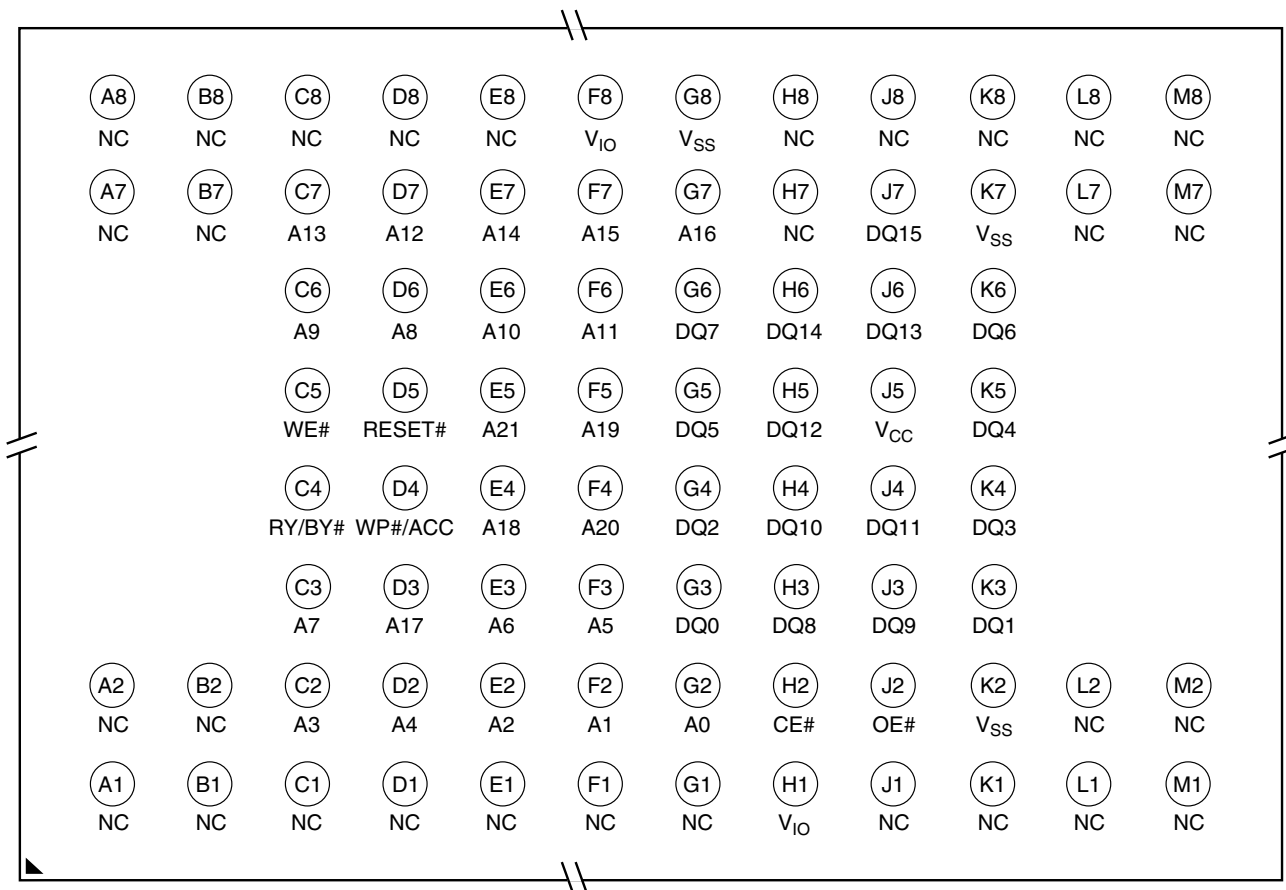 A8 B8 C8 D8 E8 F8 G8 H8 J8 K8 L8 M8
NC NC NC NC NC VIO VSS NC NC NC NC NC
A7 B7 C7 D7 E7 F7 G7 H7 J7 K7 L7 M7
NC NC A13 A12 A14 A15 A16 NC DQ15 VSS NC NC
C6 D6 E6 F6 G6 H6 J6 K6
A9 A8 A10 A11 DQ7 DQ14 DQ13 DQ6
C5 D5 E5 F5 G5 H5 J5 K5
WE# RESET# A21 A19 DQ5 DQ12 VCC DQ4
C4 D4 E4 F4 G4 H4 J4 K4
RY/BY# WP#/ACC A18 A20 DQ2 DQ10 DQ11 DQ3
C3 D3 E3 F3 G3 H3 J3 K3
A7 A17 A6 A5 DQ0 DQ8 DQ9 DQ1
A2 B2 C2 D2 E2 F2 G2 H2 J2 K2 L2 M2
NC NC A3 A4 A2 A1 A0 CE# OE# VSS NC NC
A1 B1 C1 D1 E1 F1 G1 H1 J1 K1 L1 M1
NC NC NC NC NC NC NC VIO NC NC NC NC